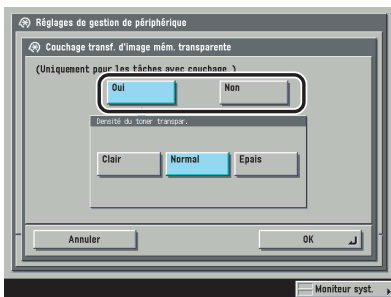 Réglages de gestion de périphérique
Couchage transf. d'image mém. transparente
(Uniquement pour les tâches avec couchage )
Oui Non
Densité du toner transpar.
Clair Normal Epais
Annuler OK
Moniteur syst.